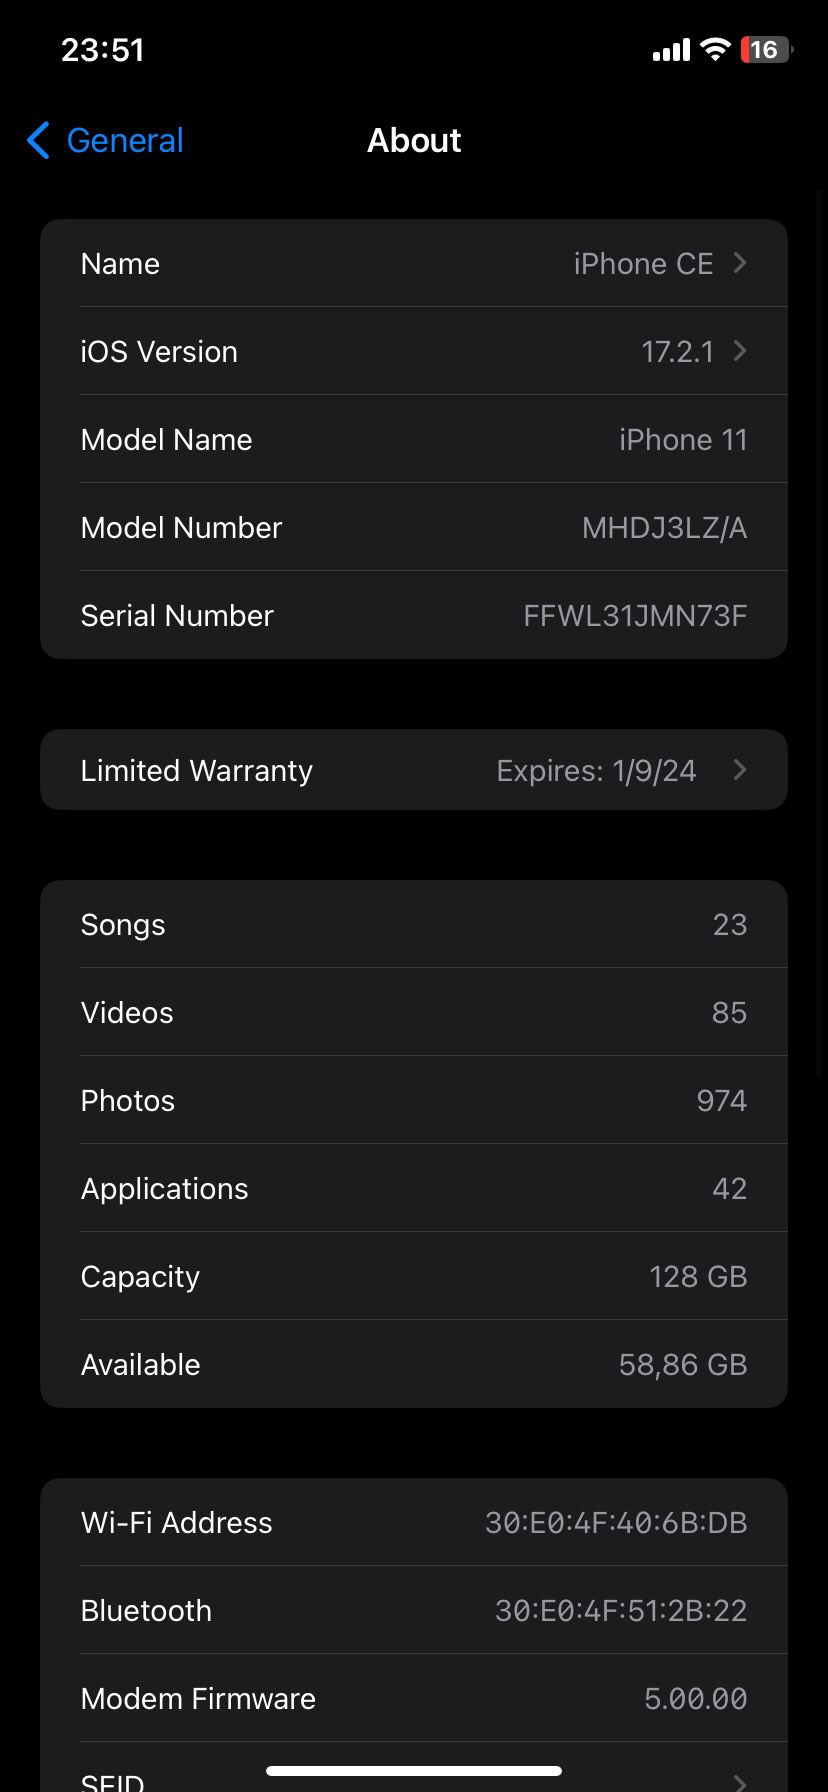 23:51
16
General
About
Name iPhone CE
iOS Version 17.2.1
Model Name iPhone 11
Model Number MHDJ3LZ/A
Serial Number FFWL31JMN73F
Limited Warranty Expires: 1/9/24
Songs 23
Videos 85
Photos 974
Applications 42
Capacity 128 GB
Available 58,86 GB
Wi-Fi Address 30:E0:4F:40:6B:DB
Bluetooth 30:E0:4F:51:2B:22
Modem Firmware 5.00.00
SEID